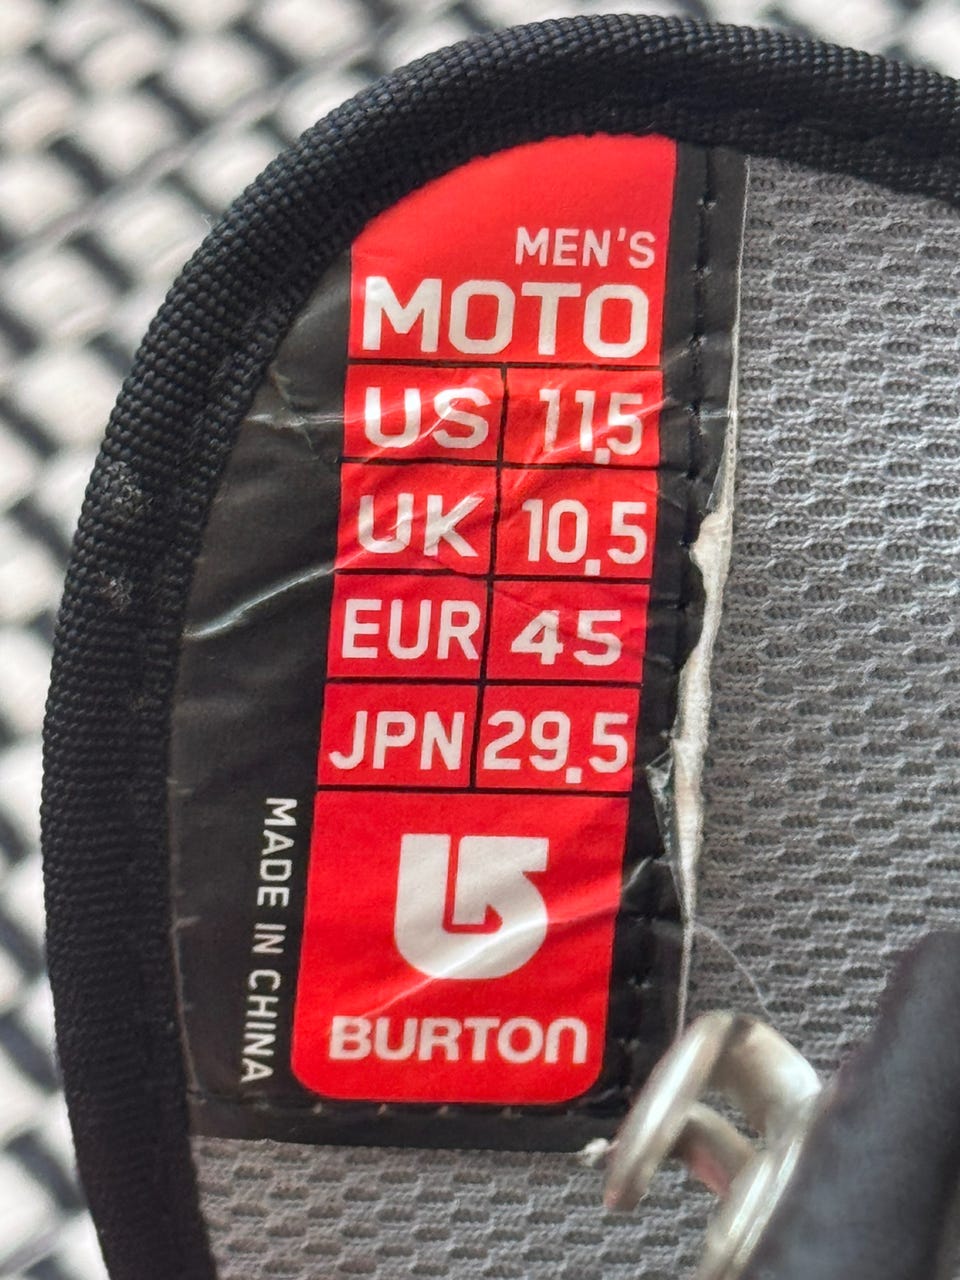 MEN'S
MOTO
US 11.5
UK 10.5
EUR 45
JPN 29.5
BURTON
MADE IN CHINA